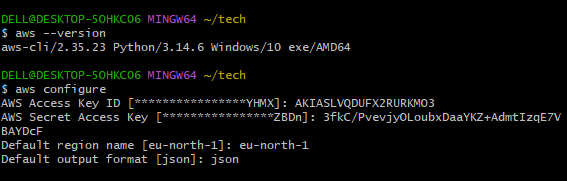 DELL@DESKTOP-5OHKCO6 MINGW64 ~/tech
$ aws --version
aws-cli/2.35.23 Python/3.14.6 Windows/10 exe/AMD64
DELL@DESKTOP-5OHKCO6 MINGW64 ~/tech
$ aws configure
AWS Access Key ID [****************YHMX]: AKIASLVQDUFX2RURKMO3
AWS Secret Access Key [****************ZBDn]: 3fkC/PvevjyOLoubxDaaYKZ+AdmtIzqE7V
BAYDcF
Default region name [eu-north-1]: eu-north-1
Default output format [json]: json